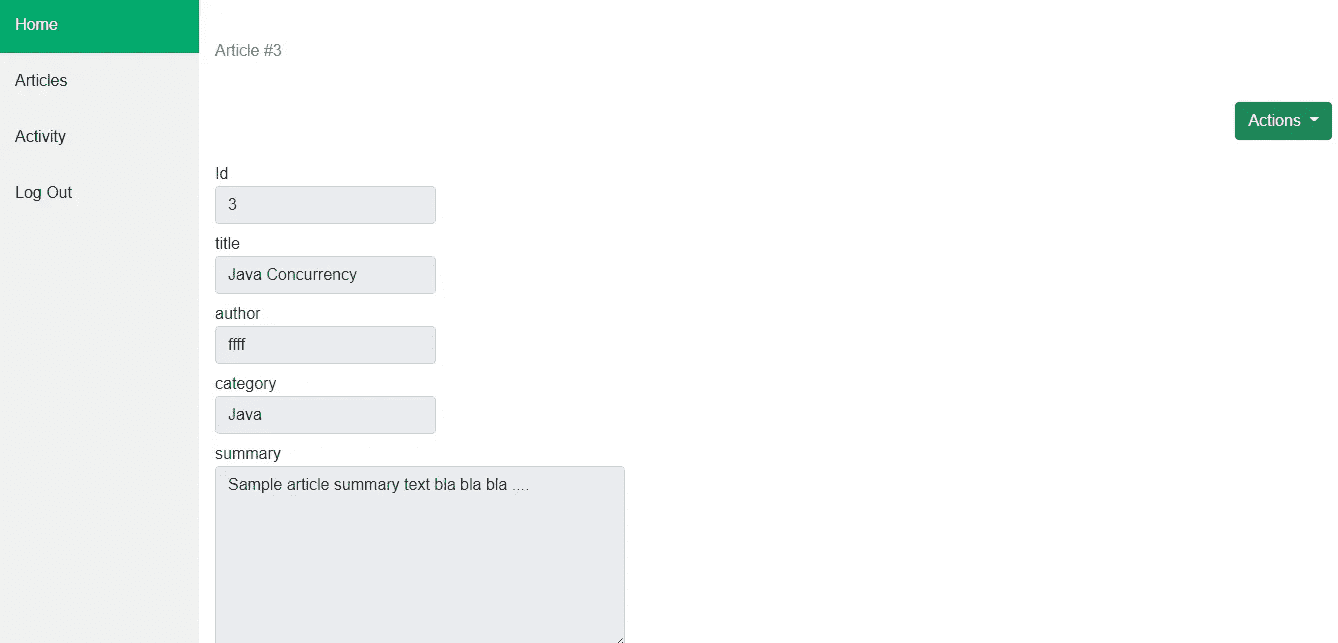 Home
Articles
Activity
Log Out
Article #3
Actions
Id
3
title
Java Concurrency
author
ffff
category
Java
summary
Sample article summary text bla bla bla ....